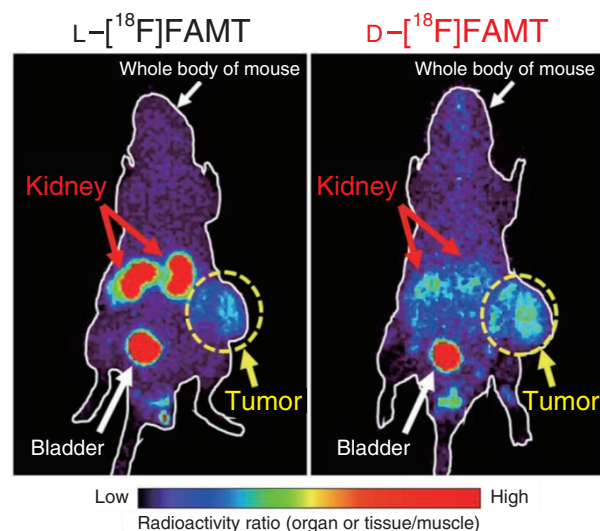 L–[¹⁸F]FAMT
D–[¹⁸F]FAMT
Whole body of mouse
Whole body of mouse
Kidney
Kidney
Tumor
Tumor
Bladder
Bladder
Low
High
Radioactivity ratio (organ or tissue/muscle)